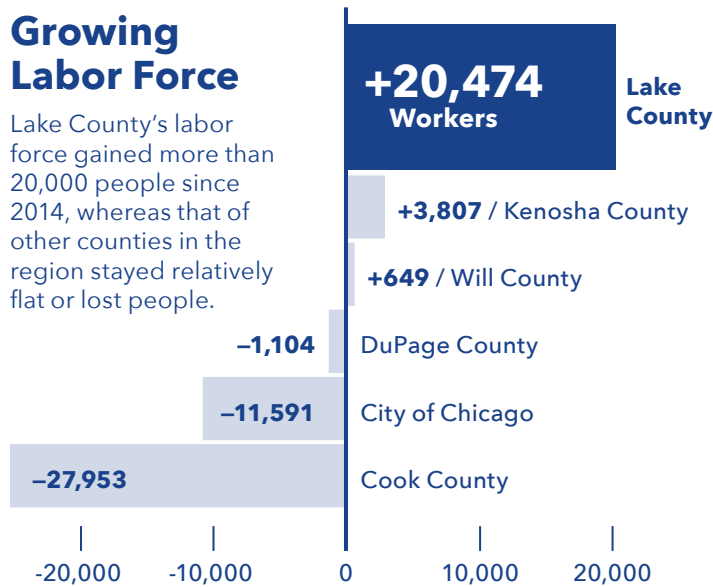 Growing
Labor Force
Lake County’s labor
force gained more than
20,000 people since
2014, whereas that of
other counties in the
region stayed relatively
flat or lost people.
+20,474
Workers
Lake
County
+3,807 / Kenosha County
+649 / Will County
–1,104 DuPage County
–11,591 City of Chicago
–27,953 Cook County
-20,000 -10,000 0 10,000 20,000